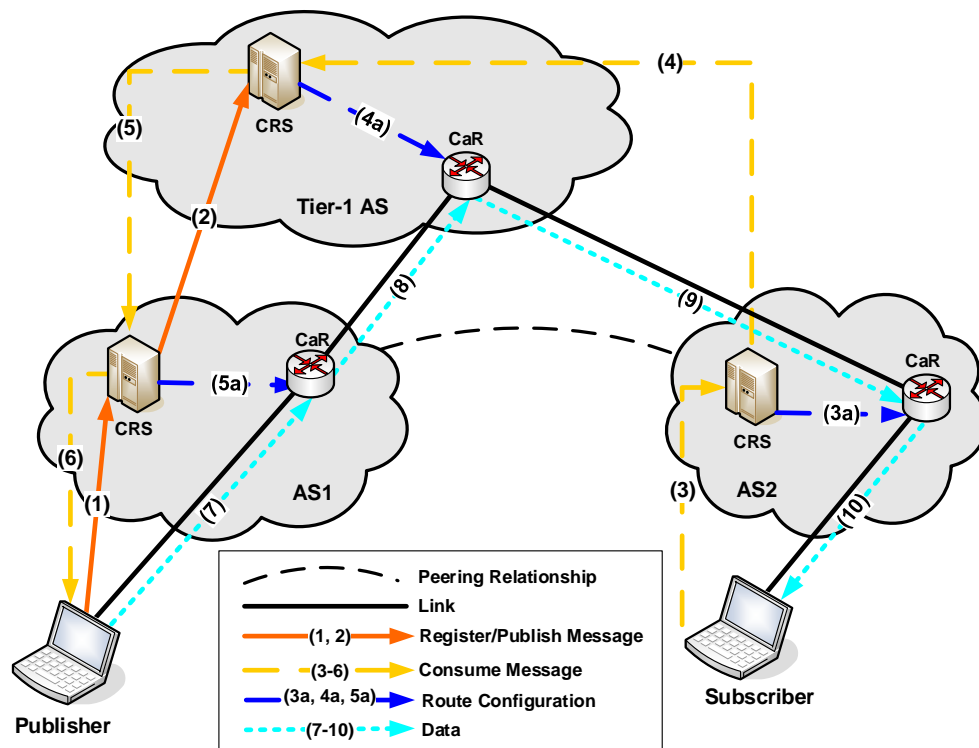 (4)
CRS
(5)
(4a)
CaR
Tier-1 AS
(2)
(8)
(9)
CaR
CaR
CRS
(5a)
CRS
(3a)
(6)
(1)
AS1
(7)
(3)
AS2
(10)
Peering Relationship
Link
(1, 2) Register/Publish Message
(3-6) Consume Message
(3a, 4a, 5a) Route Configuration
(7-10) Data
Publisher
Subscriber